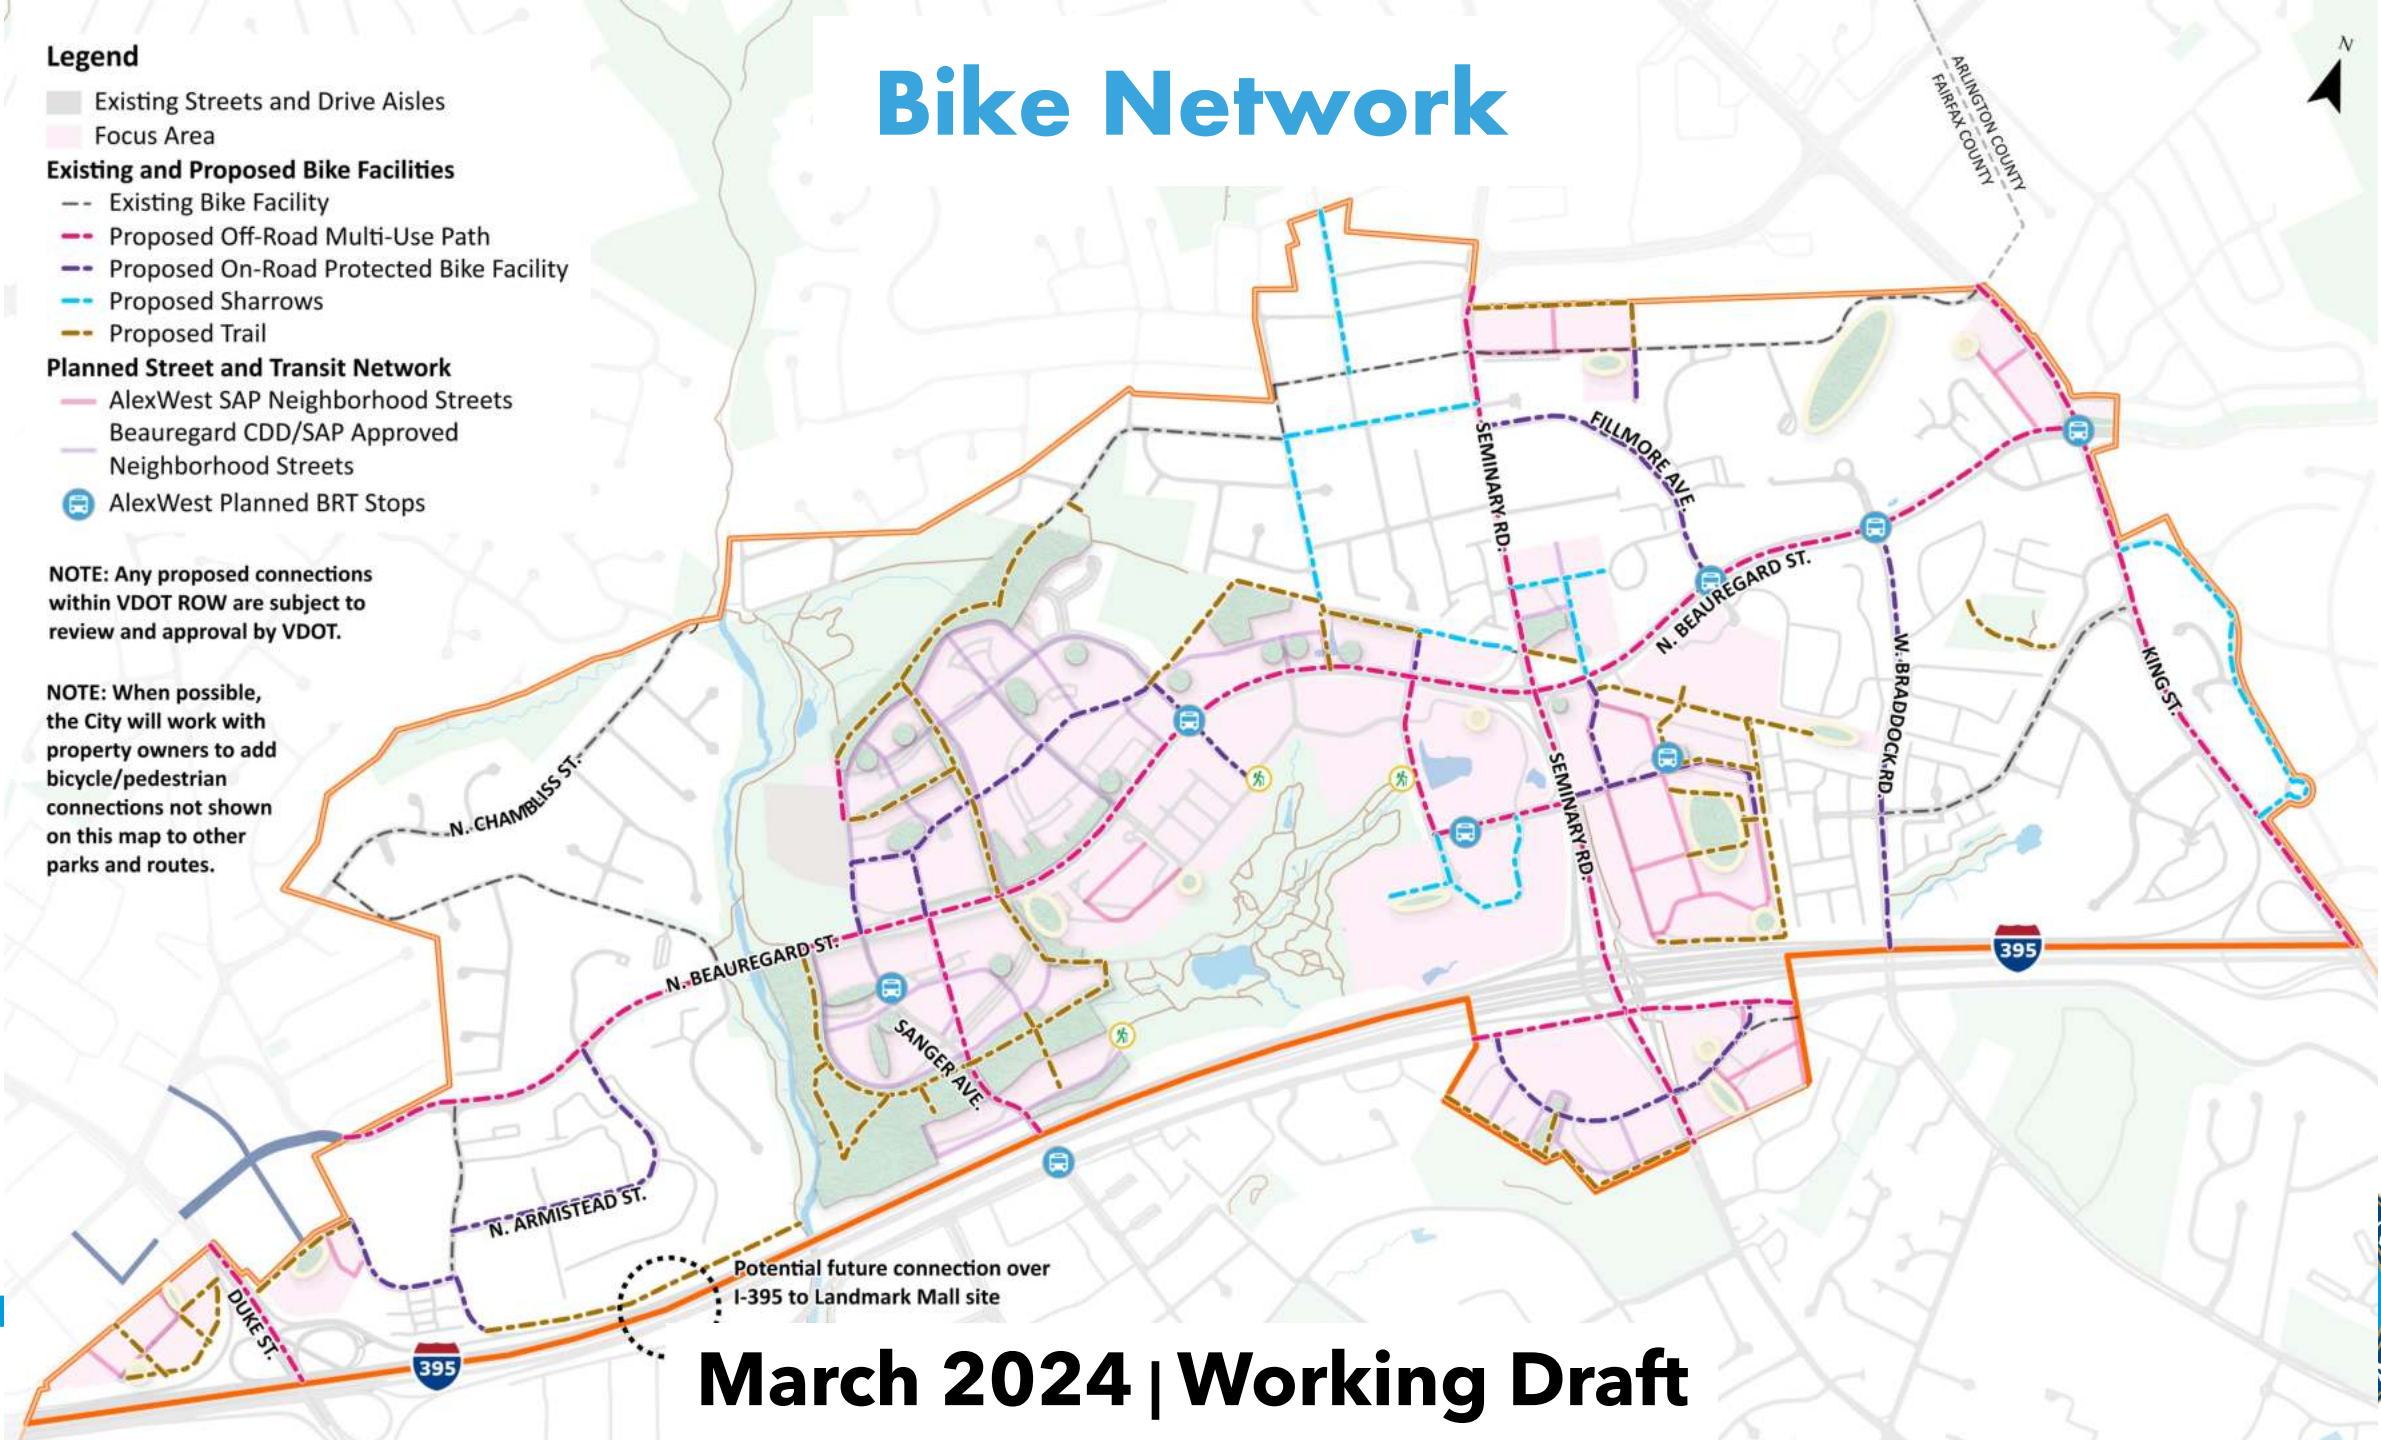 Bike Network
Legend
Existing Streets and Drive Aisles
Focus Area
Existing and Proposed Bike Facilities
Existing Bike Facility
Proposed Off-Road Multi-Use Path
Proposed On-Road Protected Bike Facility
Proposed Sharrows
Proposed Trail
Planned Street and Transit Network
AlexWest SAP Neighborhood Streets
Beauregard CDD/SAP Approved
Neighborhood Streets
AlexWest Planned BRT Stops
NOTE: Any proposed connections
within VDOT ROW are subject to
review and approval by VDOT.
NOTE: When possible,
the City will work with
property owners to add
bicycle/pedestrian
connections not shown
on this map to other
parks and routes.
N
ARLINGTON COUNTY
FAIRFAX COUNTY
FILLMORE AVE.
SEMINARY RD.
N. BEAUREGARD ST.
W. BRADDOCK RD.
KING ST.
SEMINARY RD.
N. CHAMBLISS ST.
N. BEAUREGARD ST.
395
SANGER AVE.
N. ARMISTEAD ST.
DUKE ST.
395
Potential future connection over
I-395 to Landmark Mall site
March 2024 | Working Draft